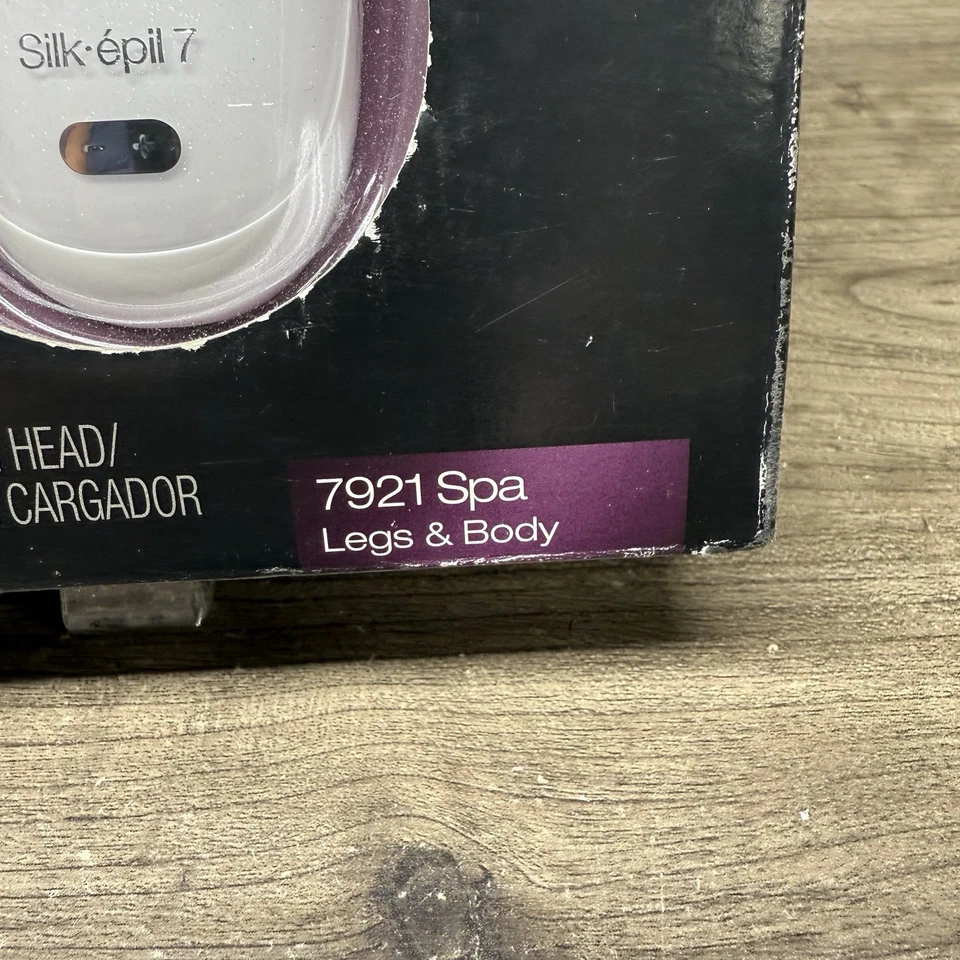 Silk·épil 7
HEAD/
CARGADOR
7921 Spa
Legs & Body